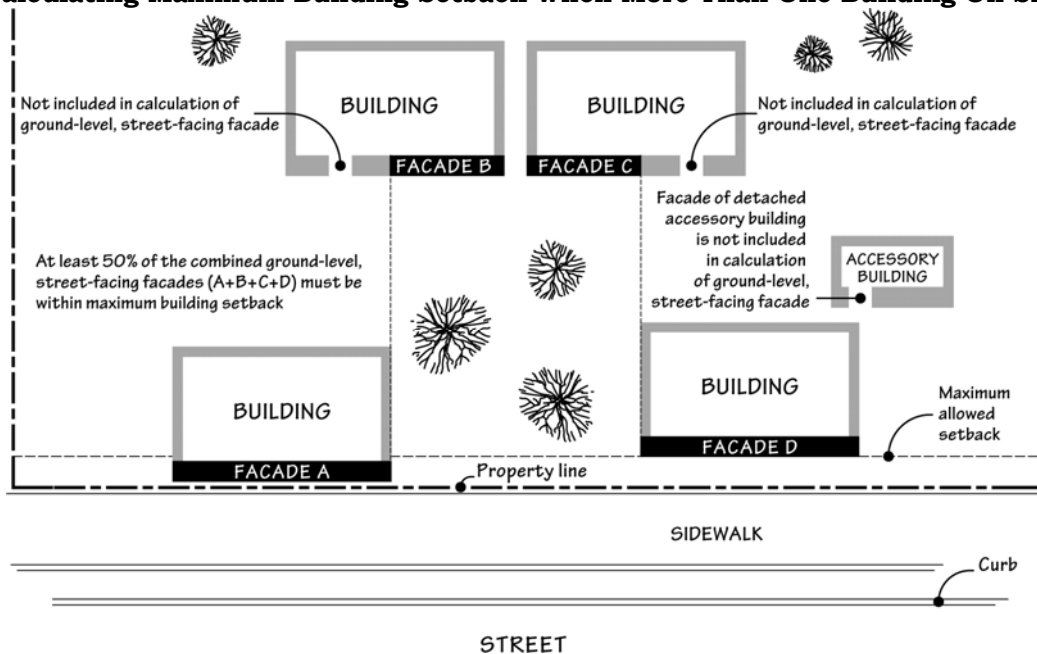 alculating Maximum Building Setback When More Than One Building On Si
Not included in calculation of
ground-level, street-facing facade
BUILDING
FACADE B
BUILDING
FACADE C
Not included in calculation of
ground-level, street-facing facade
At least 50% of the combined ground-level,
street-facing facades (A+B+C+D) must be
within maximum building setback
Facade of detached
accessory building
is not included
in calculation
of ground-level,
street-facing facade
ACCESSORY
BUILDING
BUILDING
FACADE A
BUILDING
FACADE D
Maximum
allowed
setback
Property line
SIDEWALK
Curb
STREET